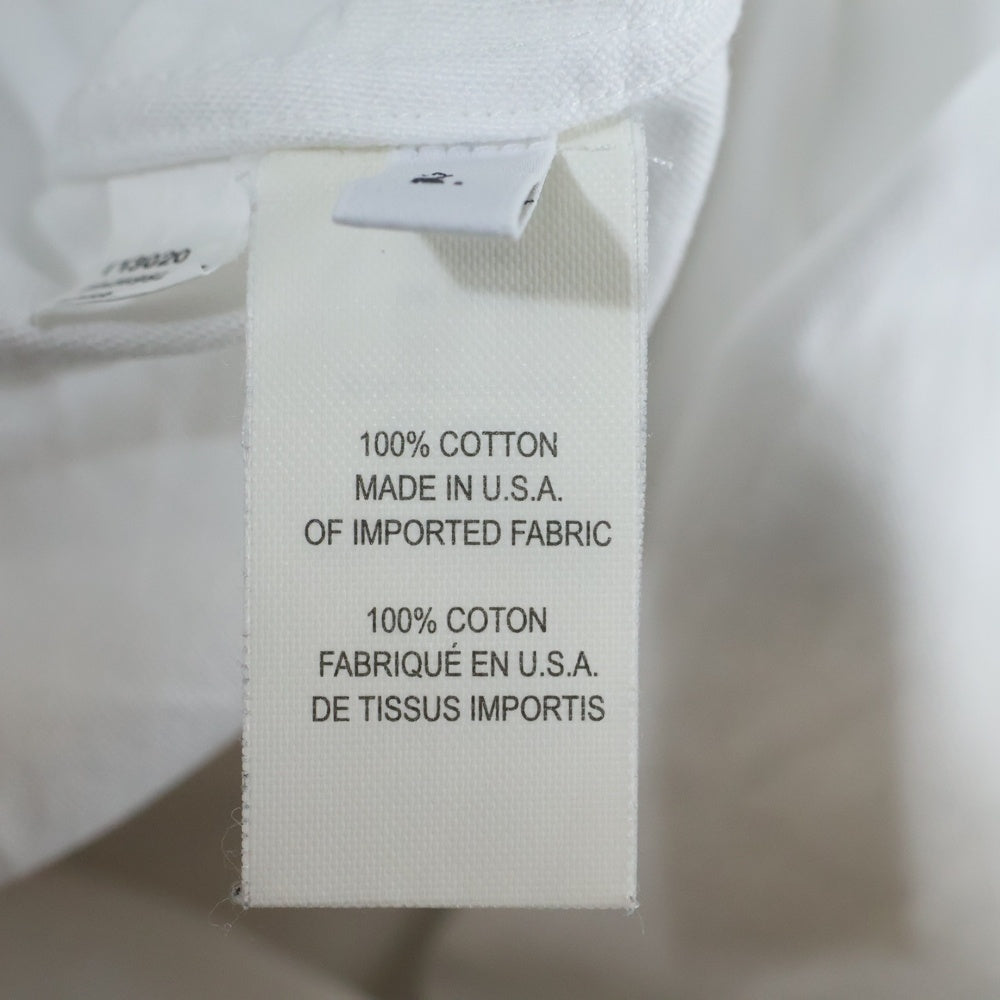 100% COTTON
MADE IN U.S.A.
OF IMPORTED FABRIC
100% COTON
FABRIQUÉ EN U.S.A.
DE TISSUS IMPORTIS